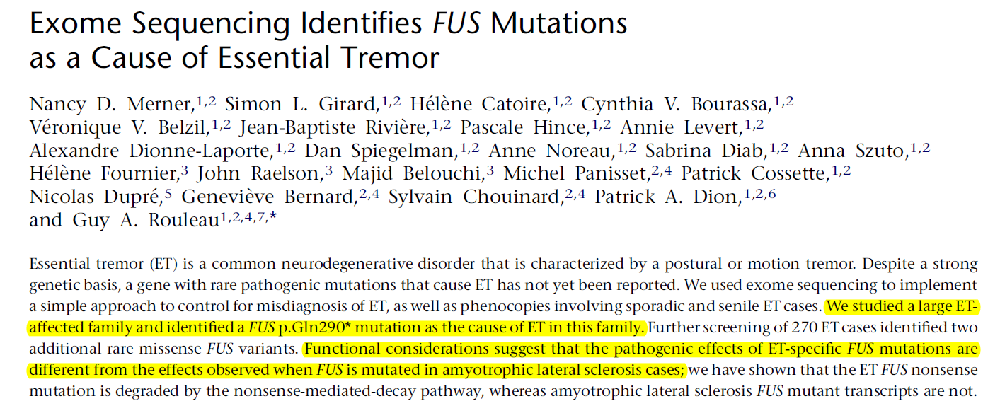 Exome Sequencing Identifies FUS Mutations
as a Cause of Essential Tremor
Nancy D. Merner,1,2 Simon L. Girard,1,2 Hélène Catoire,1,2 Cynthia V. Bourassa,1,2
Véronique V. Belzil,1,2 Jean-Baptiste Rivière,1,2 Pascale Hince,1,2 Annie Levert,1,2
Alexandre Dionne-Laporte,1,2 Dan Spiegelman,1,2 Anne Noreau,1,2 Sabrina Diab,1,2 Anna Szuto,1,2
Hélène Fournier,3 John Raelson,3 Majid Belouchi,3 Michel Panisset,2,4 Patrick Cossette,1,2
Nicolas Dupré,5 Geneviève Bernard,2,4 Sylvain Chouinard,2,4 Patrick A. Dion,1,2,6
and Guy A. Rouleau1,2,4,7,*
Essential tremor (ET) is a common neurodegenerative disorder that is characterized by a postural or motion tremor. Despite a strong
genetic basis, a gene with rare pathogenic mutations that cause ET has not yet been reported. We used exome sequencing to implement
a simple approach to control for misdiagnosis of ET, as well as phenocopies involving sporadic and senile ET cases. We studied a large ET-
affected family and identified a FUS p.Gln290* mutation as the cause of ET in this family. Further screening of 270 ET cases identified two
additional rare missense FUS variants. Functional considerations suggest that the pathogenic effects of ET-specific FUS mutations are
different from the effects observed when FUS is mutated in amyotrophic lateral sclerosis cases; we have shown that the ET FUS nonsense
mutation is degraded by the nonsense-mediated-decay pathway, whereas amyotrophic lateral sclerosis FUS mutant transcripts are not.